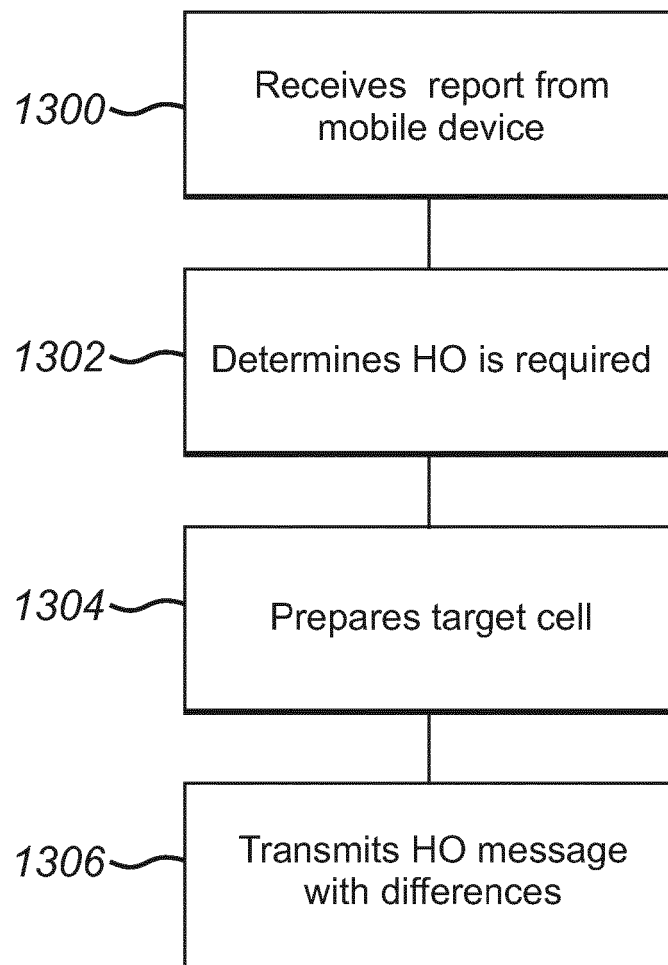 1300
Receives report from
mobile device
1302
Determines HO is required
1304
Prepares target cell
1306
Transmits HO message
with differences